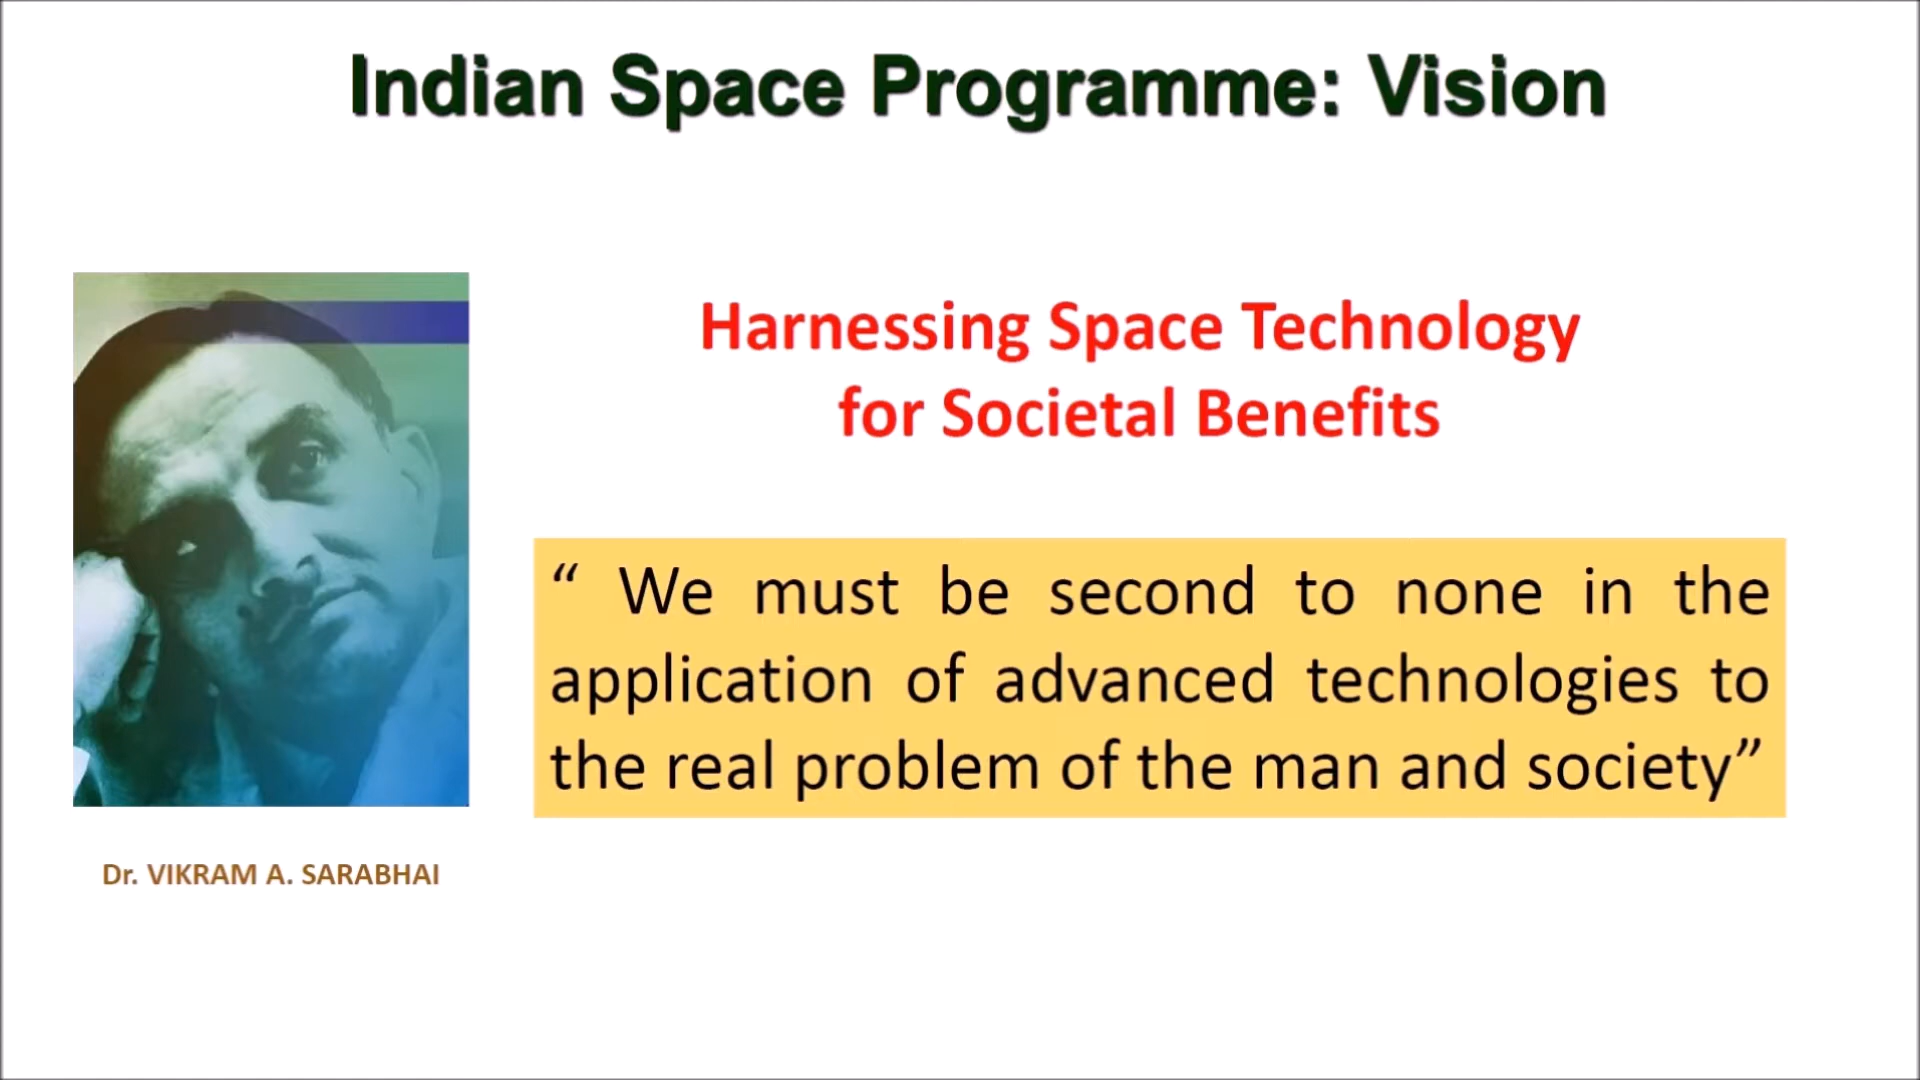 Indian Space Programme: Vision
Harnessing Space Technology
for Societal Benefits
“ We must be second to none in the
application of advanced technologies to
the real problem of the man and society”
Dr. VIKRAM A. SARABHAI